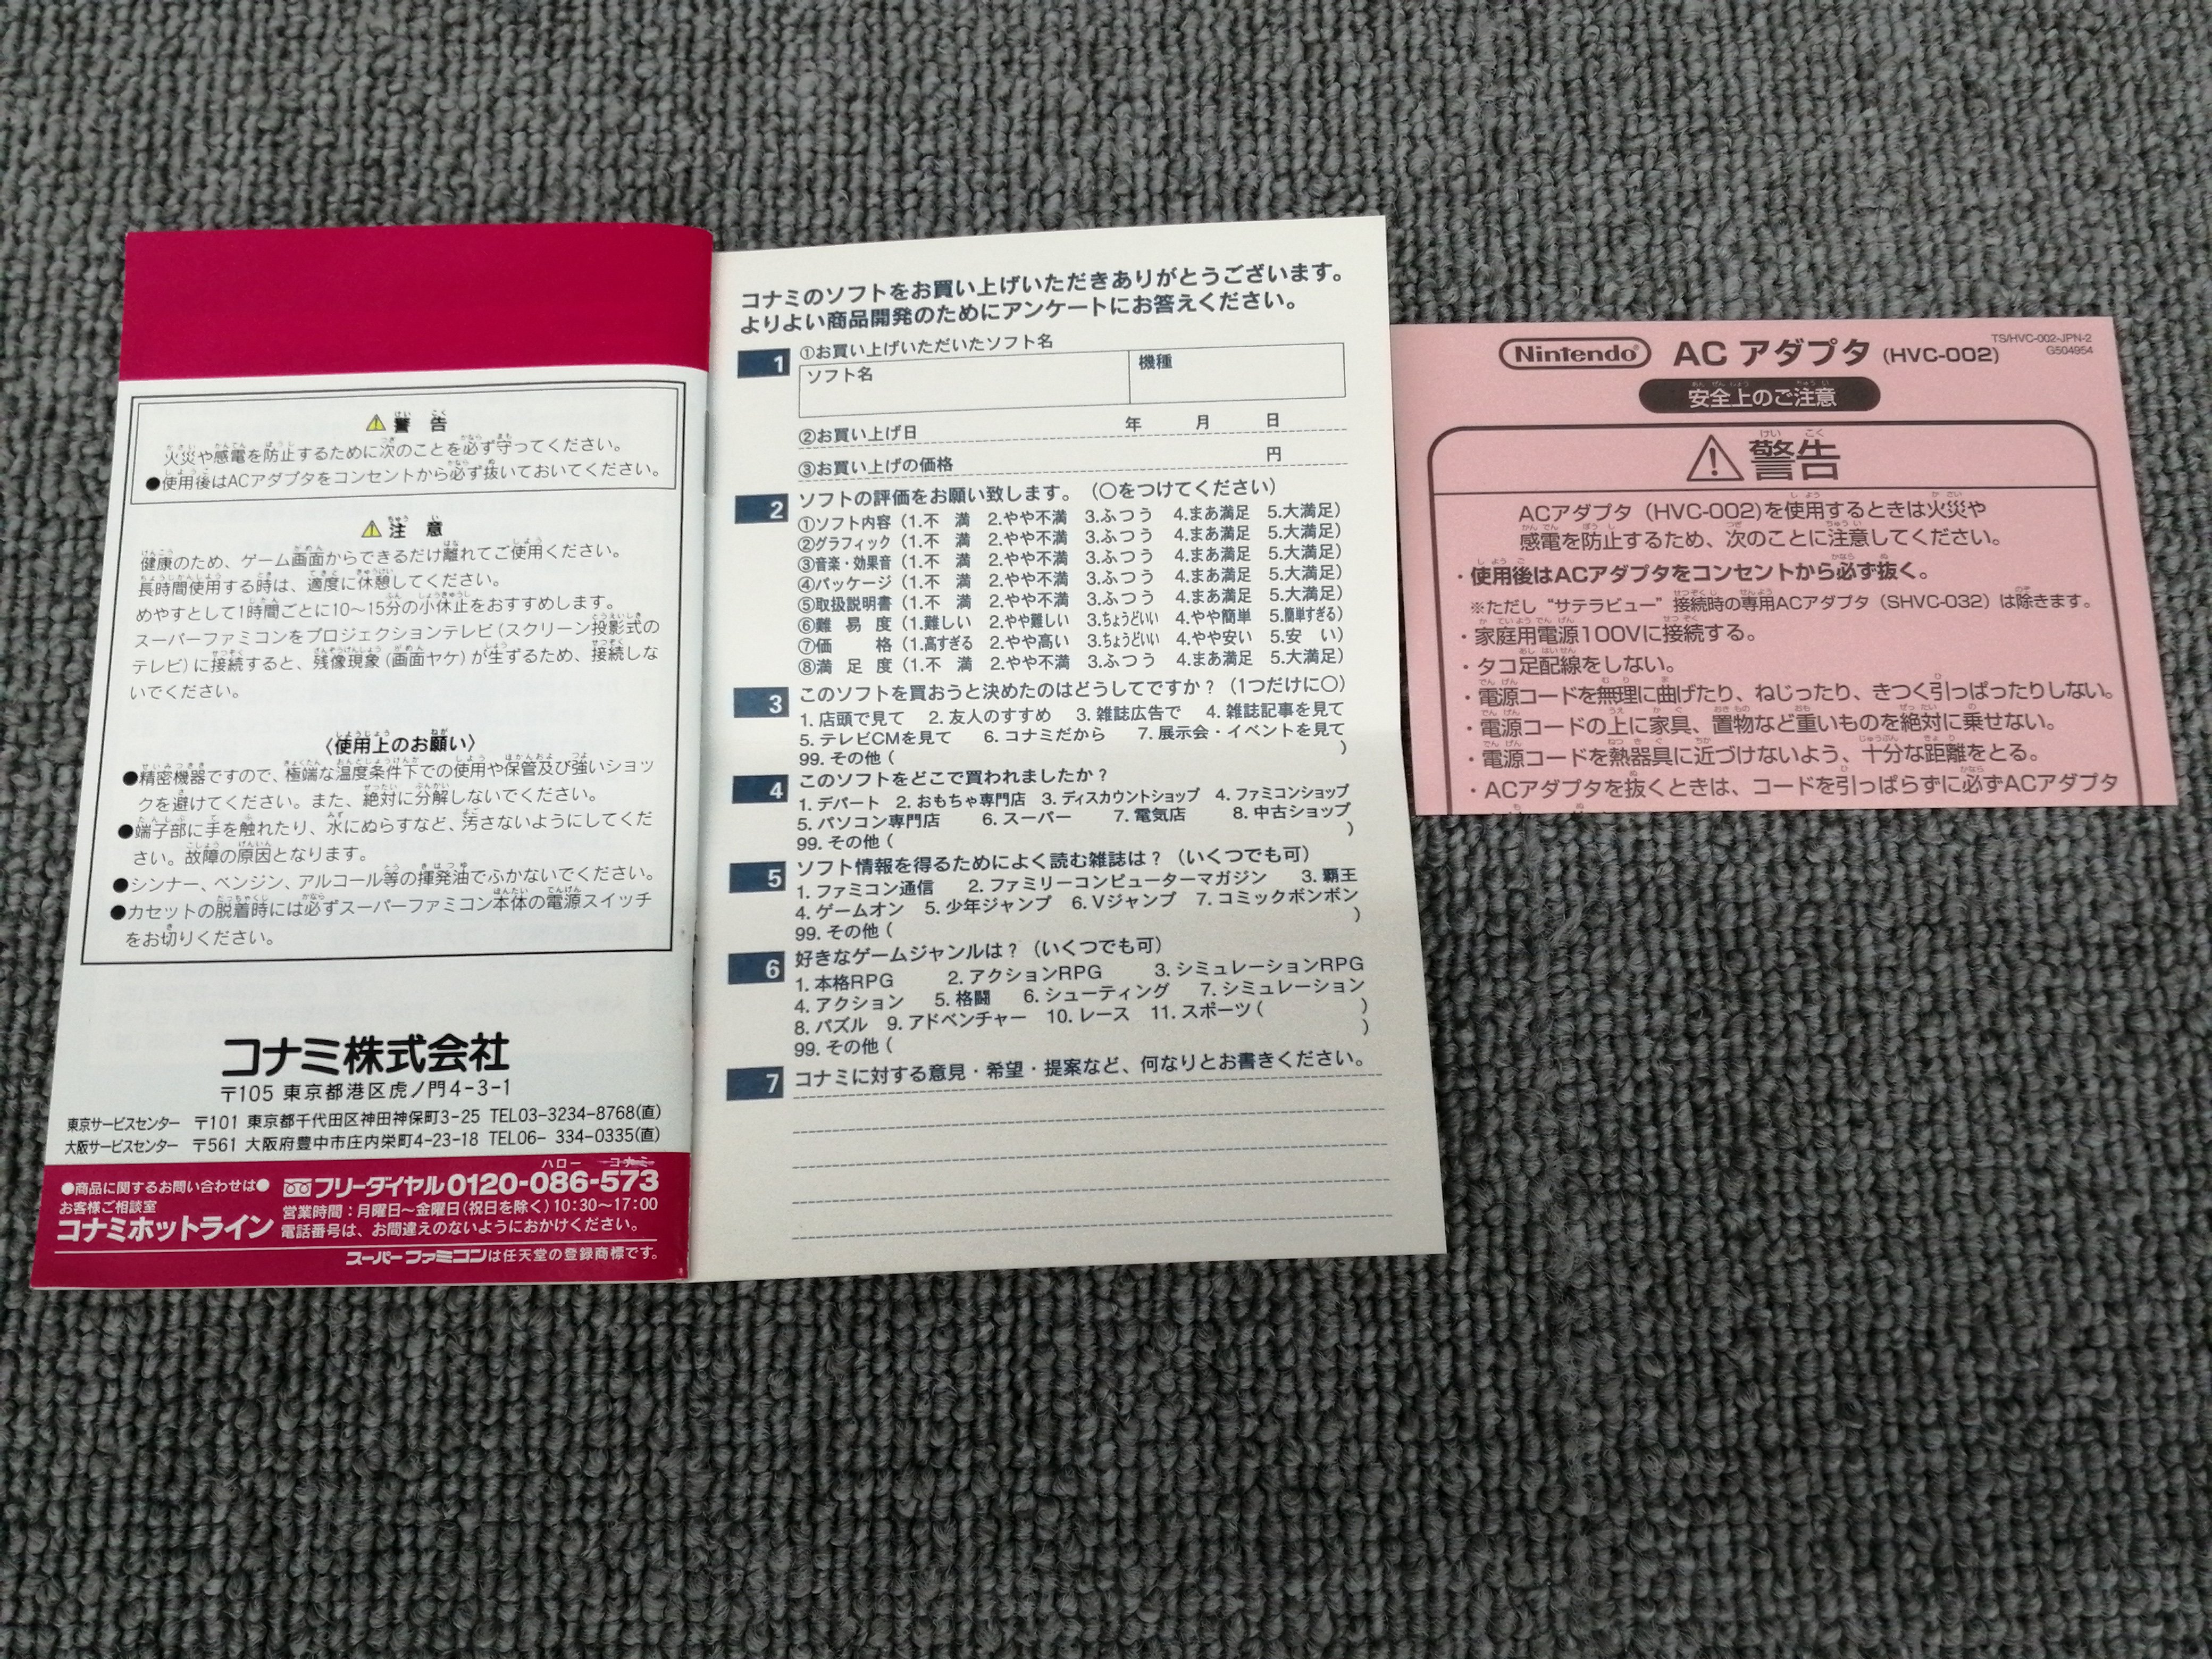 警告
火災や感電を防止するために次のことを必ず守ってください。
●使用後はACアダプタをコンセントから必ず抜いておいてください。
注意
健康のため、ゲーム画面からできるだけ離れてご使用ください。
長時間使用する時は、適度に休憩してください。
めやすとして1時間ごとに10〜15分の小休止をおすすめします。
スーパーファミコンをプロジェクションテレビ(スクリーン投影式の
テレビ)に接続すると、残像現象(画面ヤケ)が生ずるため、接続しな
いでください。
〈使用上のお願い〉
●精密機器ですので、極端な温度条件下での使用や保管及び強いショッ
クを避けてください。また、絶対に分解しないでください。
●端子部に手を触れたり、水にぬらすなど、汚さないようにしてくだ
さい。故障の原因となります。
●シンナー、ベンジン、アルコール等の揮発油でふかないでください。
●カセットの脱着時には必ずスーパーファミコン本体の電源スイッチ
をお切りください。
コナミ株式会社
〒105 東京都港区虎ノ門4-3-1
東京サービスセンター 〒101 東京都千代田区神田神保町3-25 TEL03-3234-8768(直)
大阪サービスセンター 〒561 大阪府豊中市庄内栄町4-23-18 TEL06- 334-0335(直)
ハロー コナミ
●商品に関するお問い合わせは● フリーダイヤル0120-086-573
お客様ご相談室 営業時間：月曜日〜金曜日(祝日を除く)10:30〜17:00
コナミホットライン 電話番号は、お間違えのないようにおかけください。
スーパーファミコンは任天堂の登録商標です。
コナミのソフトをお買い上げいただきありがとうございます。
よりよい商品開発のためにアンケートにお答えください。
1 ①お買い上げいただいたソフト名
ソフト名 機種
②お買い上げ日 年 月 日
③お買い上げの価格 円
2 ソフトの評価をお願い致します。（○をつけてください）
①ソフト内容（1.不 満 2.やや不満 3.ふつう 4.まあ満足 5.大満足）
②グラフィック（1.不 満 2.やや不満 3.ふつう 4.まあ満足 5.大満足）
③音楽・効果音（1.不 満 2.やや不満 3.ふつう 4.まあ満足 5.大満足）
④パッケージ（1.不 満 2.やや不満 3.ふつう 4.まあ満足 5.大満足）
⑤取扱説明書（1.不 満 2.やや不満 3.ふつう 4.まあ満足 5.大満足）
⑥難 易 度（1.難しい 2.やや難しい 3.ちょうどいい 4.やや簡単 5.簡単すぎる）
⑦価 格（1.高すぎる 2.やや高い 3.ちょうどいい 4.やや安い 5.安 い）
⑧満 足 度（1.不 満 2.やや不満 3.ふつう 4.まあ満足 5.大満足）
3 このソフトを買おうと決めたのはどうしてですか？（1つだけに○）
1. 店頭で見て 2. 友人のすすめ 3. 雑誌広告で 4. 雑誌記事を見て
5. テレビCMを見て 6. コナミだから 7. 展示会・イベントを見て
99. その他（ ）
4 このソフトをどこで買われましたか？
1. デパート 2. おもちゃ専門店 3. ディスカウントショップ 4. ファミコンショップ
5. パソコン専門店 6. スーパー 7. 電気店 8. 中古ショップ
99. その他（ ）
5 ソフト情報を得るためによく読む雑誌は？（いくつでも可）
1. ファミコン通信 2. ファミリーコンピューターマガジン 3. 覇王
4. ゲームオン 5. 少年ジャンプ 6. Vジャンプ 7. コミックボンボン
99. その他（ ）
6 好きなゲームジャンルは？（いくつでも可）
1. 本格RPG 2. アクションRPG 3. シミュレーションRPG
4. アクション 5. 格闘 6. シューティング 7. シミュレーション
8. パズル 9. アドベンチャー 10. レース 11. スポーツ（ ）
99. その他（ ）
7 コナミに対する意見・希望・提案など、何なりとお書きください。
Nintendo ACアダプタ (HVC-002)
TS/HVC-002-JPN-2
G504954
安全上のご注意
警告
ACアダプタ（HVC-002)を使用するときは火災や
感電を防止するため、次のことに注意してください。
・使用後はACアダプタをコンセントから必ず抜く。
※ただし“サテラビュー”接続時の専用ACアダプタ（SHVC-032）は除きます。
・家庭用電源100Vに接続する。
・タコ足配線をしない。
・電源コードを無理に曲げたり、ねじったり、きつく引っぱったりしない。
・電源コードの上に家具、置物など重いものを絶対に乗せない。
・電源コードを熱器具に近づけないよう、十分な距離をとる。
・ACアダプタを抜くときは、コードを引っぱらずに必ずACアダプタ